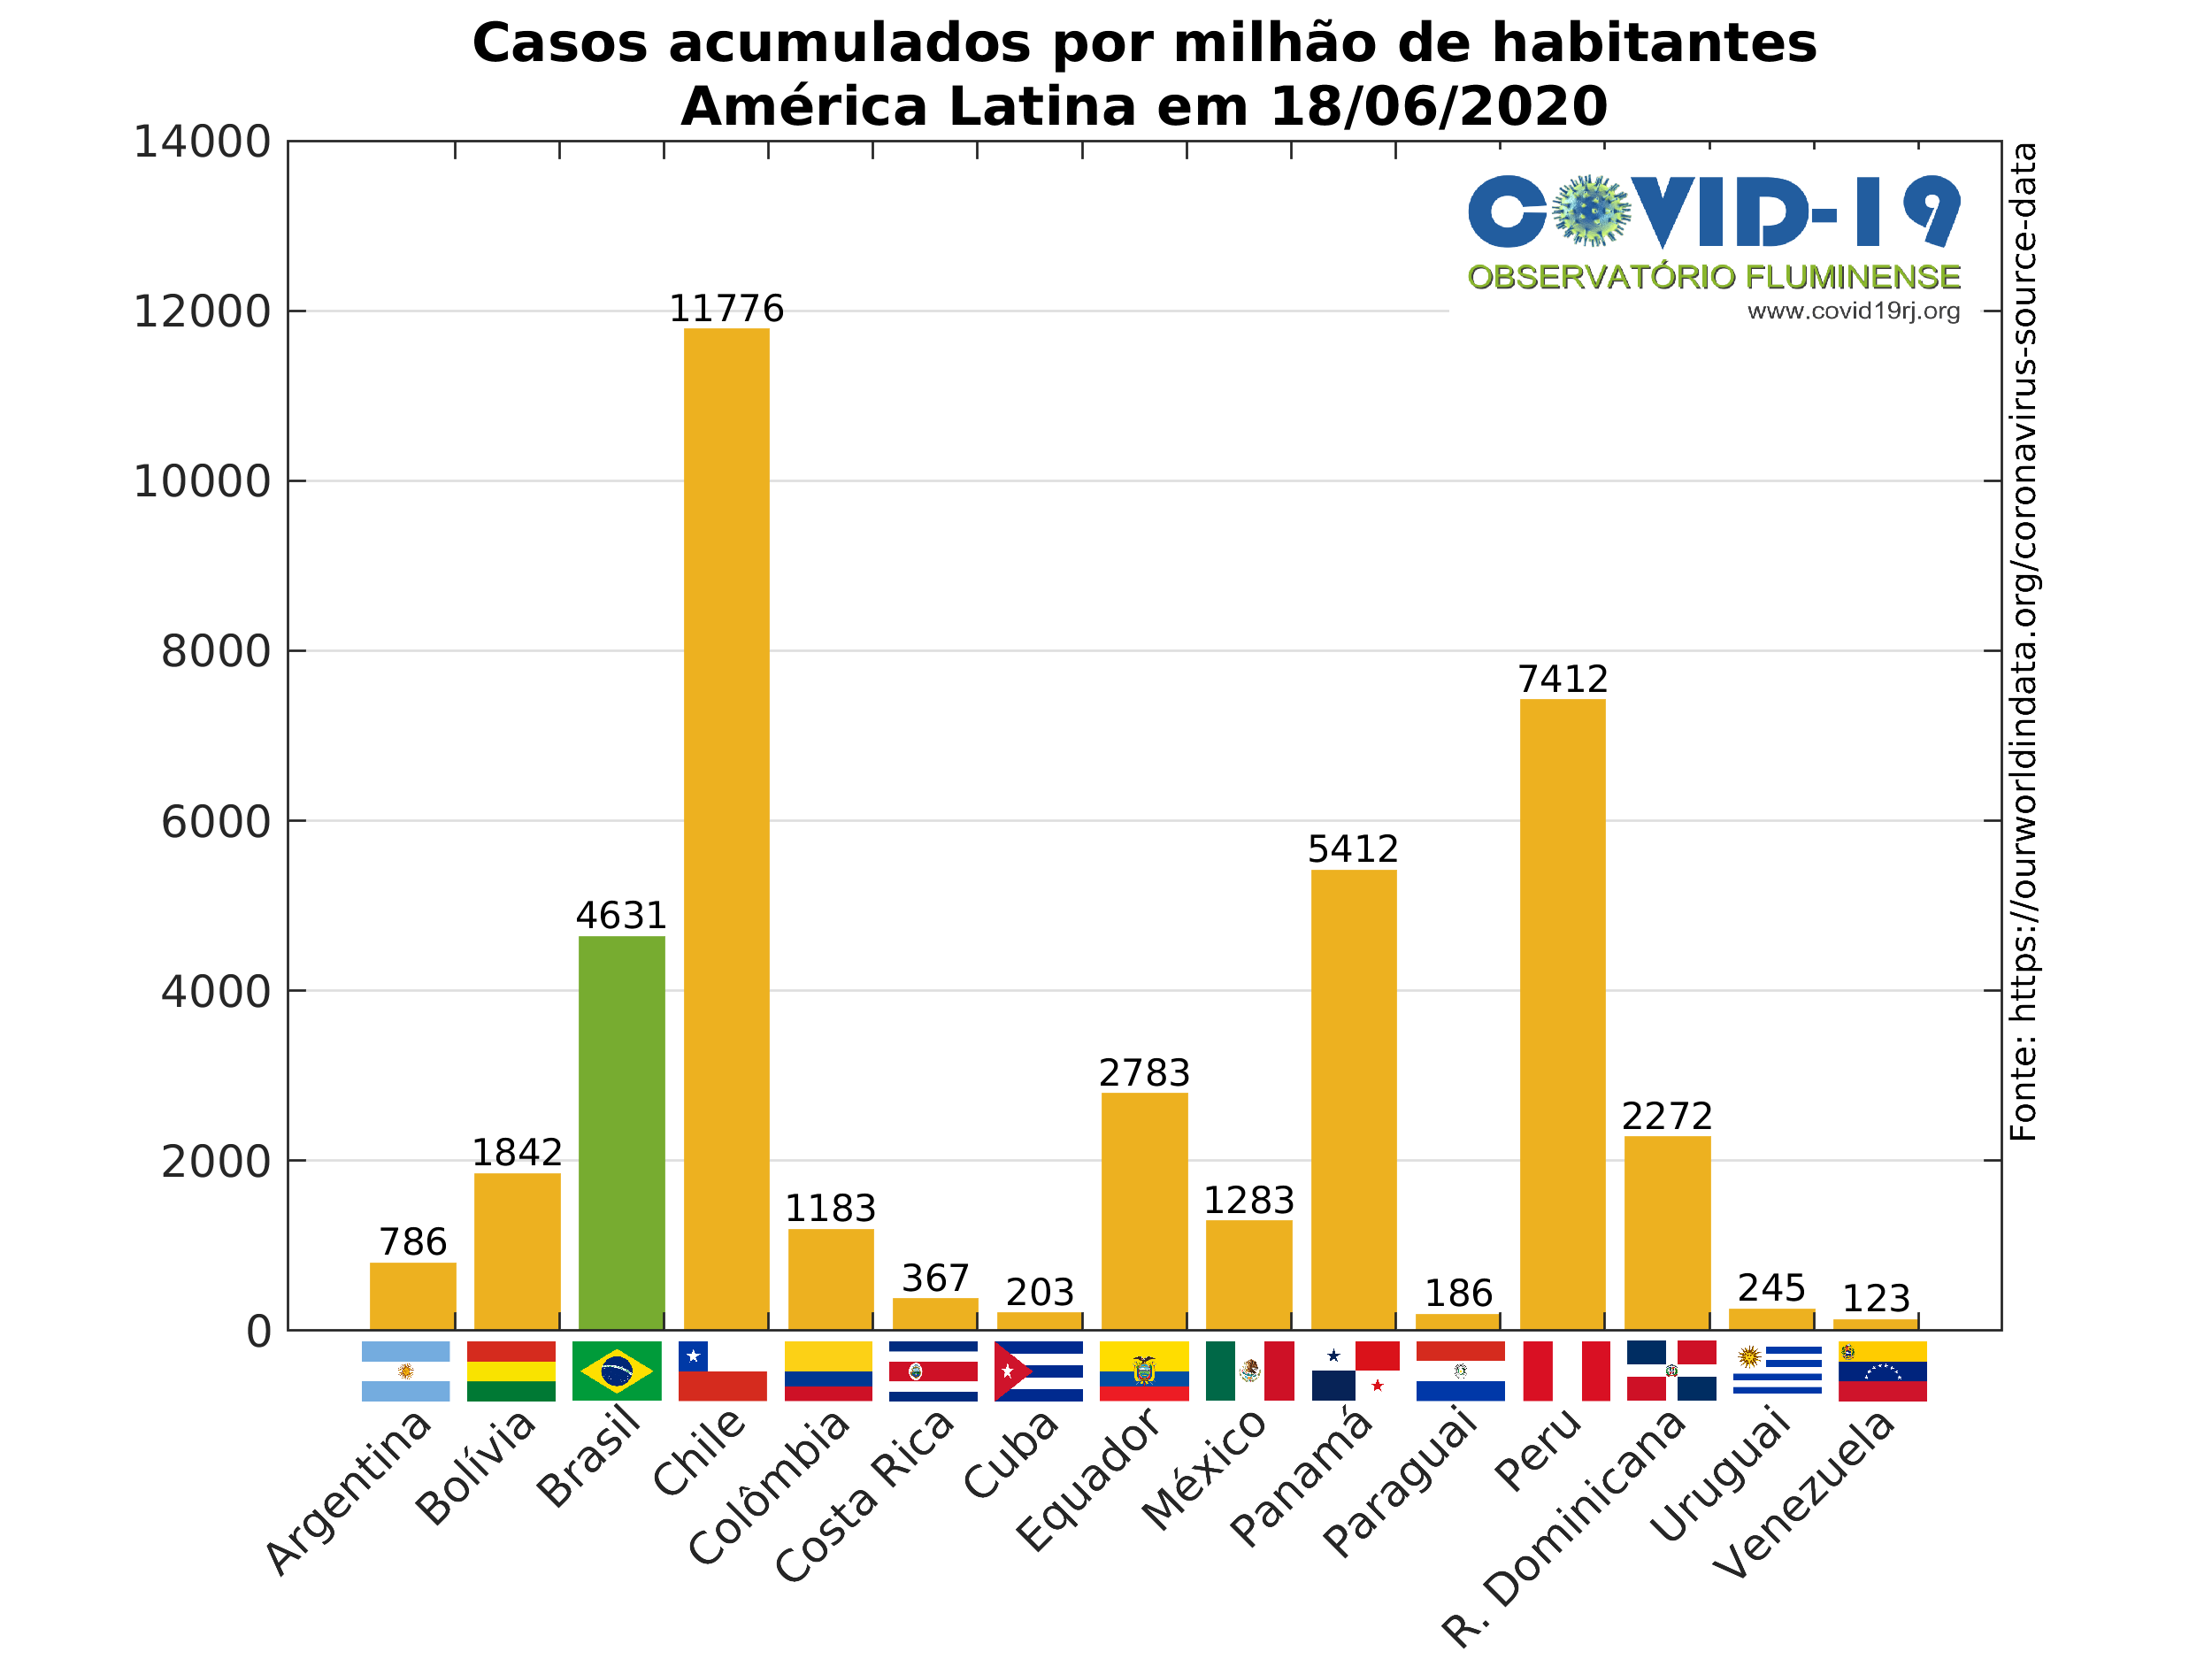 Casos acumulados por milhão de habitantes
América Latina em 18/06/2020
14000
12000
10000
8000
6000
4000
2000
0
COVID-19
OBSERVATÓRIO FLUMINENSE
www.covid19rj.org
Fonte: https://ourworldindata.org/coronavirus-source-data
786
1842
4631
11776
1183
367
203
2783
1283
5412
186
7412
2272
245
123
Argentina
Bolívia
Brasil
Chile
Colômbia
Costa Rica
Cuba
Equador
México
Panamá
Paraguai
Peru
R. Dominicana
Uruguai
Venezuela